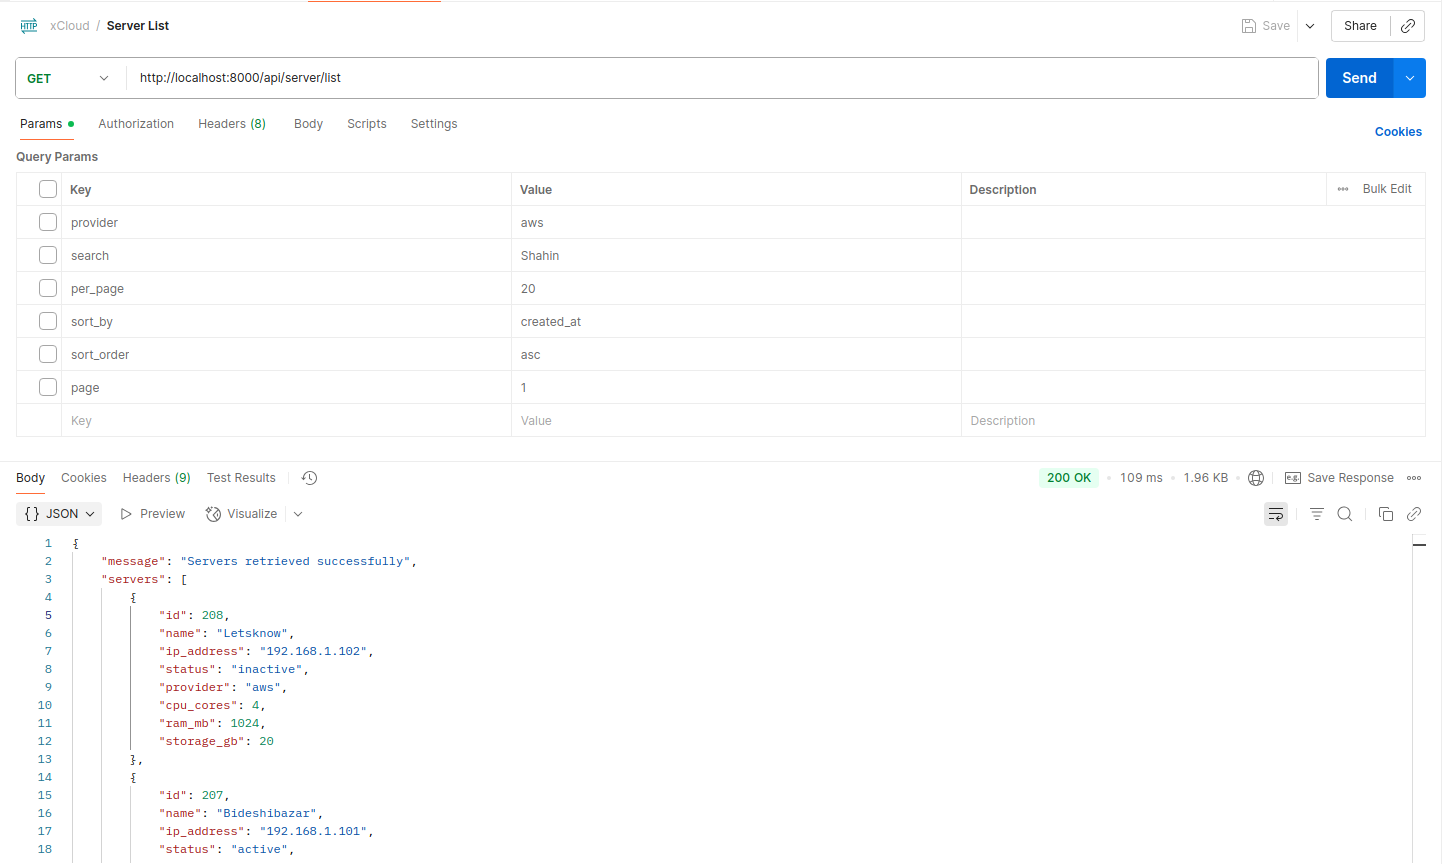 HTTP xCloud / Server List Save Share
GET http://localhost:8000/api/server/list Send
Params Authorization Headers (8) Body Scripts Settings Cookies
Query Params
Key Value Description Bulk Edit
provider aws
search Shahin
per_page 20
sort_by created_at
sort_order asc
page 1
Key Value Description
Body Cookies Headers (9) Test Results 200 OK 109 ms 1.96 KB e.g. Save Response
{} JSON Preview Visualize
1 {
2 "message": "Servers retrieved successfully",
3 "servers": [
4 {
5 "id": 208,
6 "name": "Letsknow",
7 "ip_address": "192.168.1.102",
8 "status": "inactive",
9 "provider": "aws",
10 "cpu_cores": 4,
11 "ram_mb": 1024,
12 "storage_gb": 20
13 },
14 {
15 "id": 207,
16 "name": "Bideshibazar",
17 "ip_address": "192.168.1.101",
18 "status": "active",